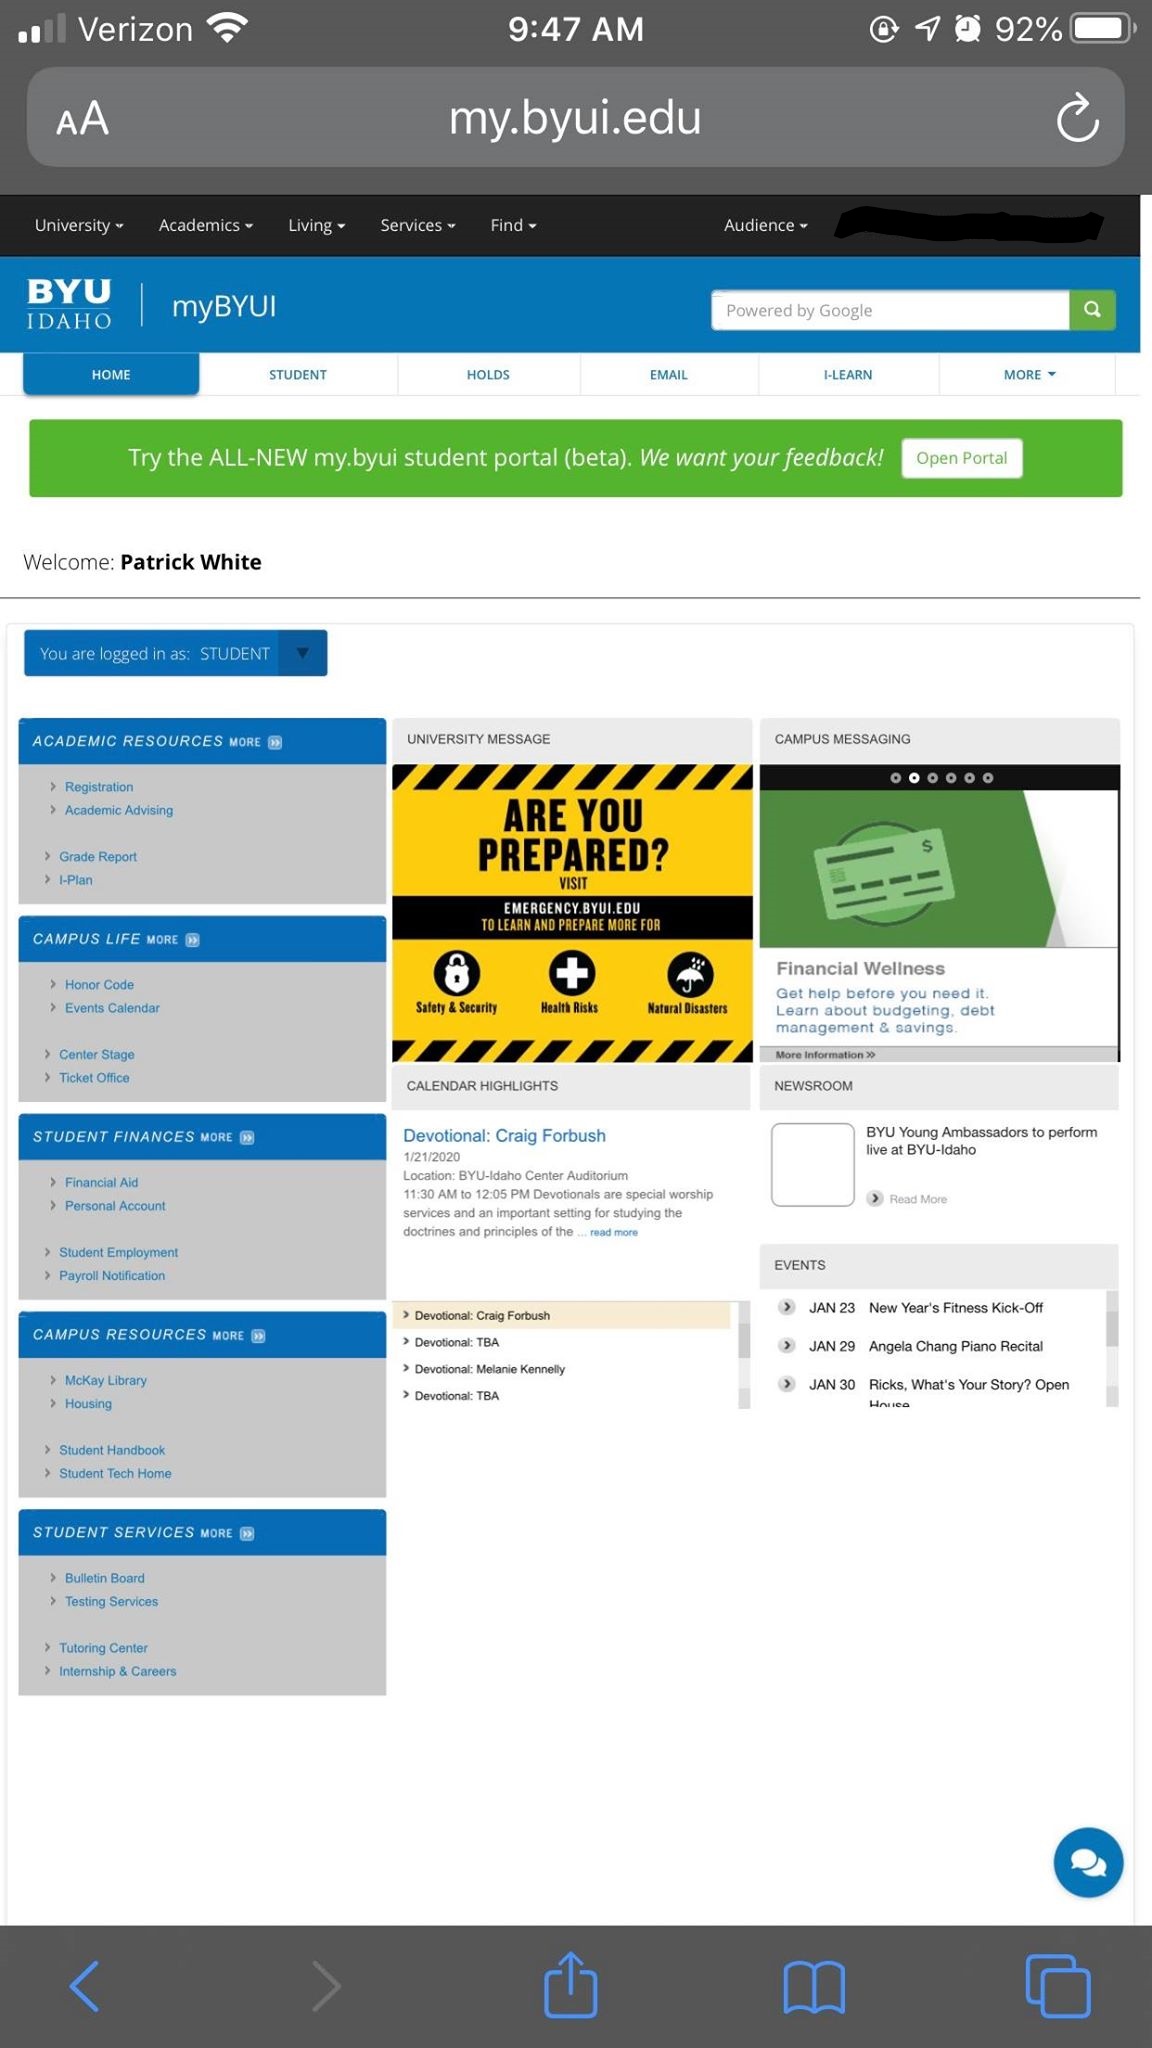 Verizon
9:47 AM
92%
AA
my.byui.edu
University
Academics
Living
Services
Find
Audience
BYU
IDAHO
myBYUI
Powered by Google
HOME
STUDENT
HOLDS
EMAIL
I-LEARN
MORE
Try the ALL-NEW my.byui student portal (beta). We want your feedback!
Open Portal
Welcome: Patrick White
You are logged in as: STUDENT
ACADEMIC RESOURCES MORE
Registration
Academic Advising
Grade Report
I-Plan
CAMPUS LIFE MORE
Honor Code
Events Calendar
Center Stage
Ticket Office
STUDENT FINANCES MORE
Financial Aid
Personal Account
Student Employment
Payroll Notification
CAMPUS RESOURCES MORE
McKay Library
Housing
Student Handbook
Student Tech Home
STUDENT SERVICES MORE
Bulletin Board
Testing Services
Tutoring Center
Internship & Careers
UNIVERSITY MESSAGE
ARE YOU
PREPARED?
VISIT
EMERGENCY.BYUI.EDU
TO LEARN AND PREPARE MORE FOR
Safety & Security
Health Risks
Natural Disasters
CALENDAR HIGHLIGHTS
Devotional: Craig Forbush
1/21/2020
Location: BYU-Idaho Center Auditorium
11:30 AM to 12:05 PM Devotionals are special worship
services and an important setting for studying the
doctrines and principles of the ... read more
Devotional: Craig Forbush
Devotional: TBA
Devotional: Melanie Kennelly
Devotional: TBA
CAMPUS MESSAGING
$
Financial Wellness
Get help before you need it.
Learn about budgeting, debt
management & savings.
More Information >>
NEWSROOM
BYU Young Ambassadors to perform
live at BYU-Idaho
Read More
EVENTS
JAN 23 New Year's Fitness Kick-Off
JAN 29 Angela Chang Piano Recital
JAN 30 Ricks, What's Your Story? Open
House